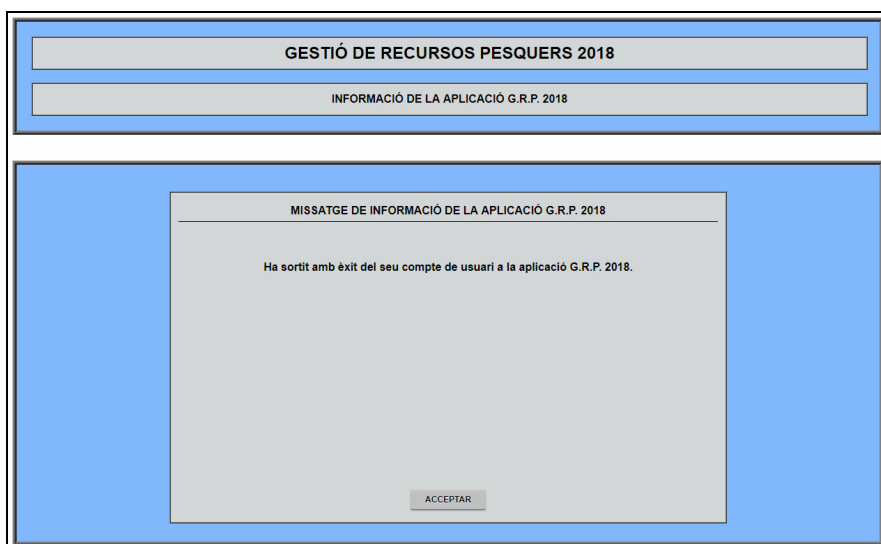 GESTIÓ DE RECURSOS PESQUERS 2018
INFORMACIÓ DE LA APLICACIÓ G.R.P. 2018
MISSATGE DE INFORMACIÓ DE LA APLICACIÓ G.R.P. 2018
Ha sortit amb èxit del seu compte de usuari a la aplicació G.R.P. 2018.
ACCEPTAR